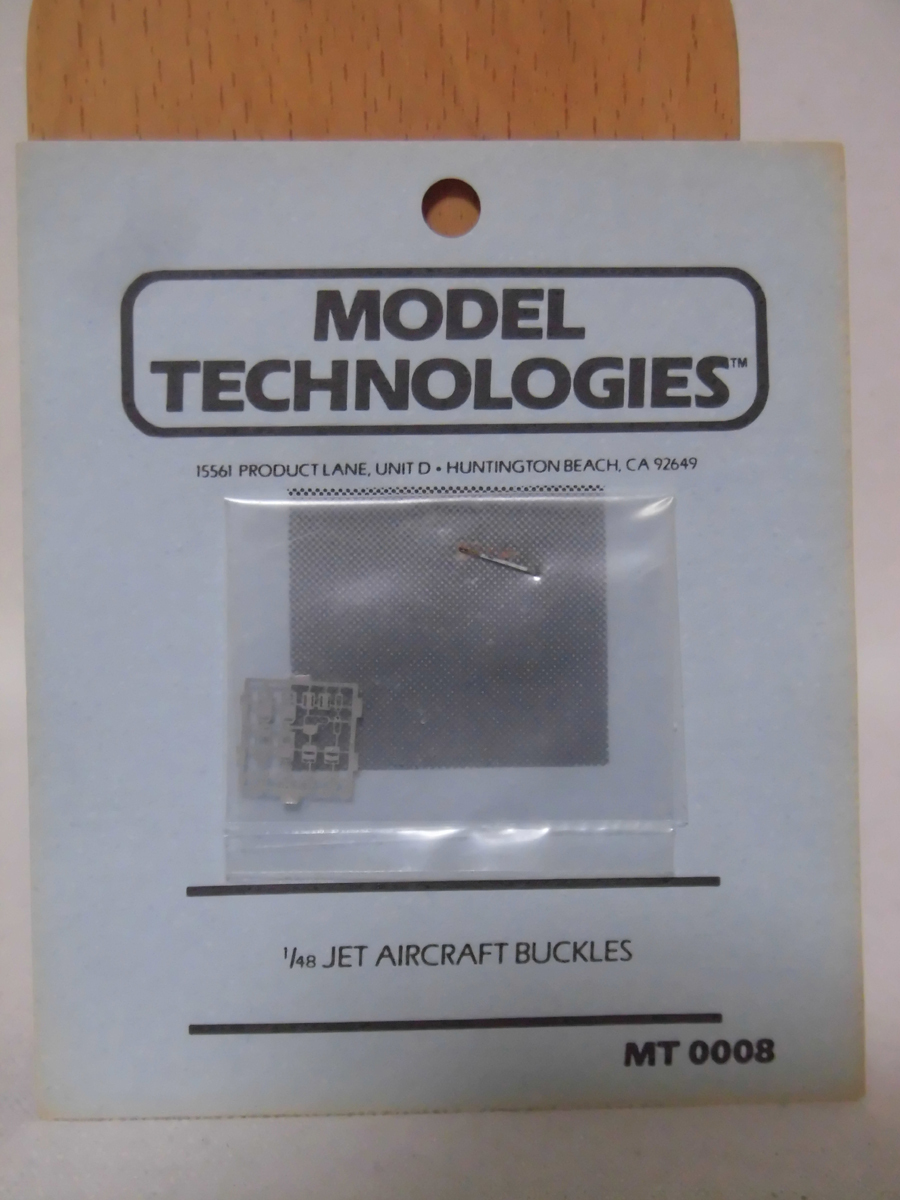 MODEL
TECHNOLOGIES™
15561 PRODUCT LANE, UNIT D • HUNTINGTON BEACH, CA 92649
1/48 JET AIRCRAFT BUCKLES
MT 0008